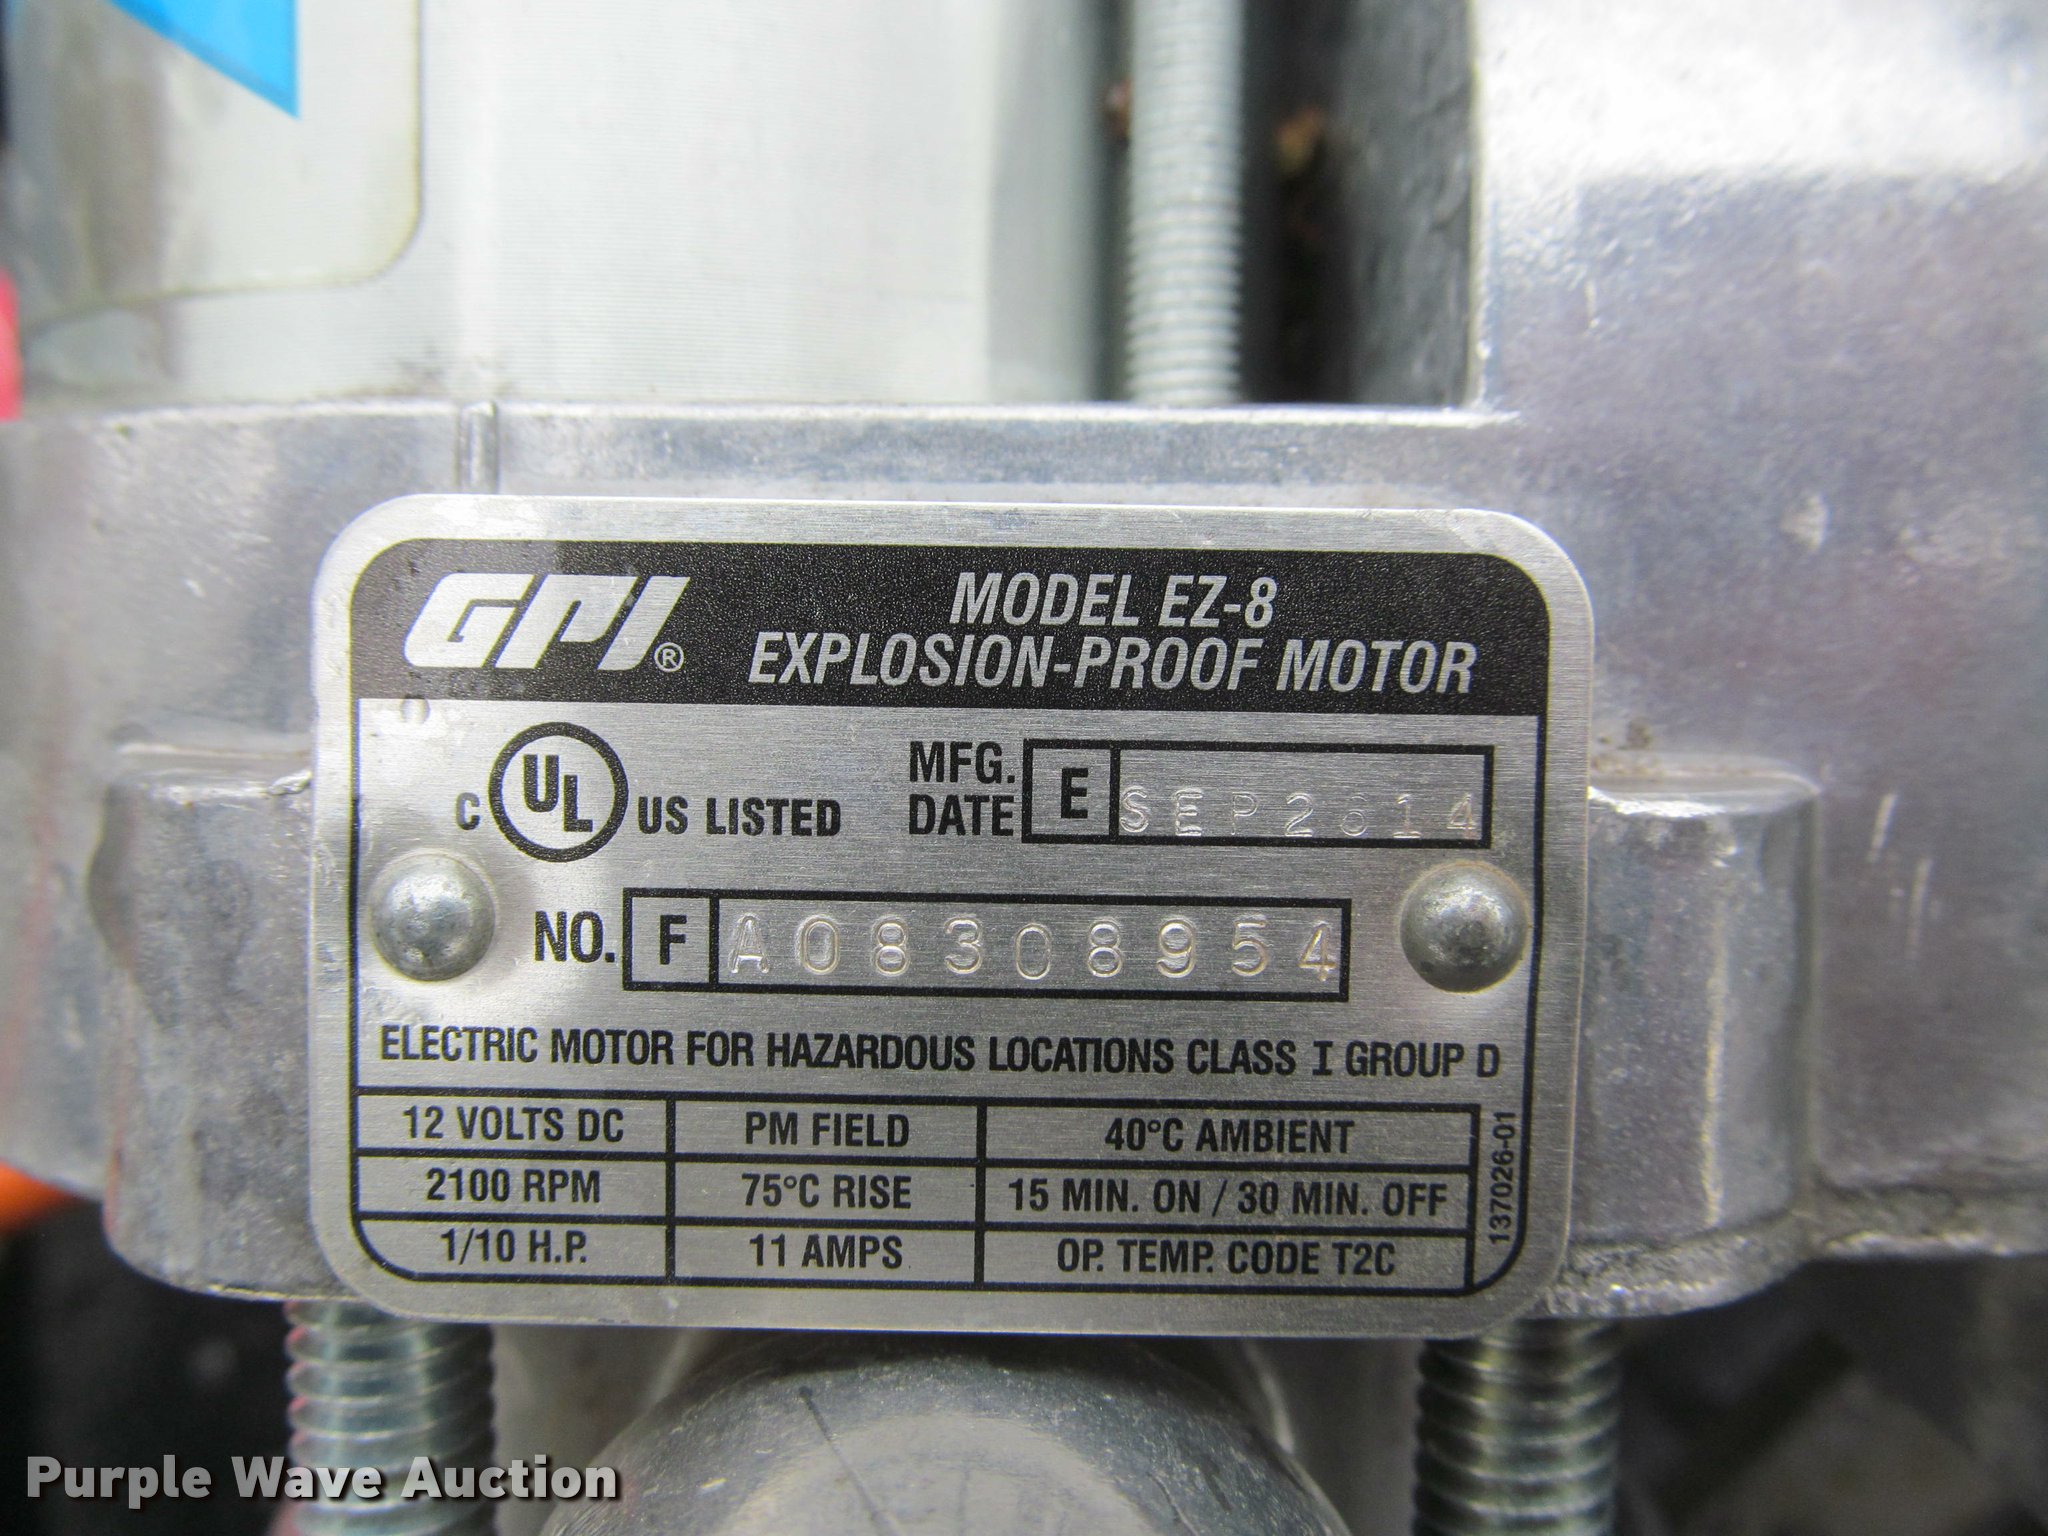 GPI®
MODEL EZ-8
EXPLOSION-PROOF MOTOR
C UL US LISTED
MFG. DATE E SEP2014
NO. F A08308954
ELECTRIC MOTOR FOR HAZARDOUS LOCATIONS CLASS I GROUP D
12 VOLTS DC PM FIELD 40°C AMBIENT
2100 RPM 75°C RISE 15 MIN. ON / 30 MIN. OFF
1/10 H.P. 11 AMPS OP. TEMP. CODE T2C
137026-01
Purple Wave Auction